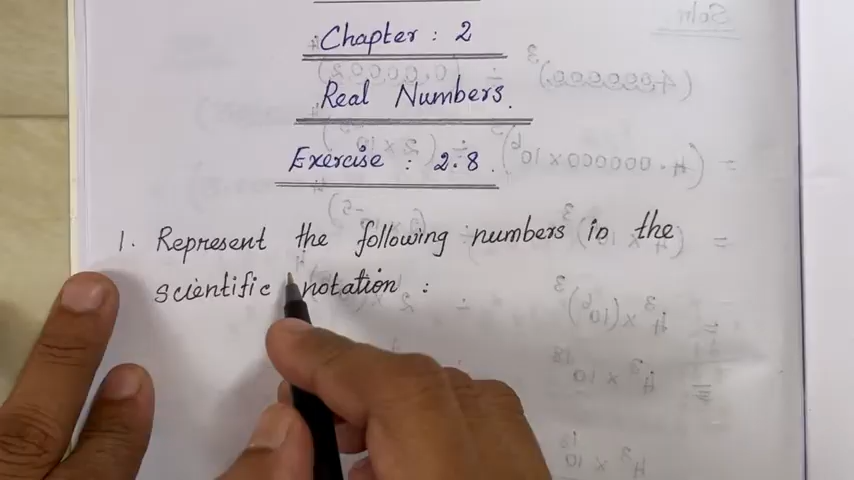 Chapter : 2
Real Numbers.
Exercise : 2.8.
1. Represent the following numbers in the
scientific notation :